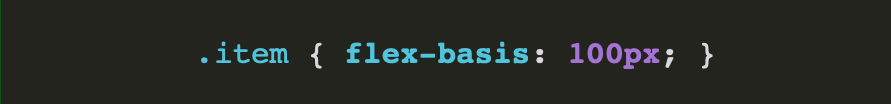 .item { flex-basis: 100px; }